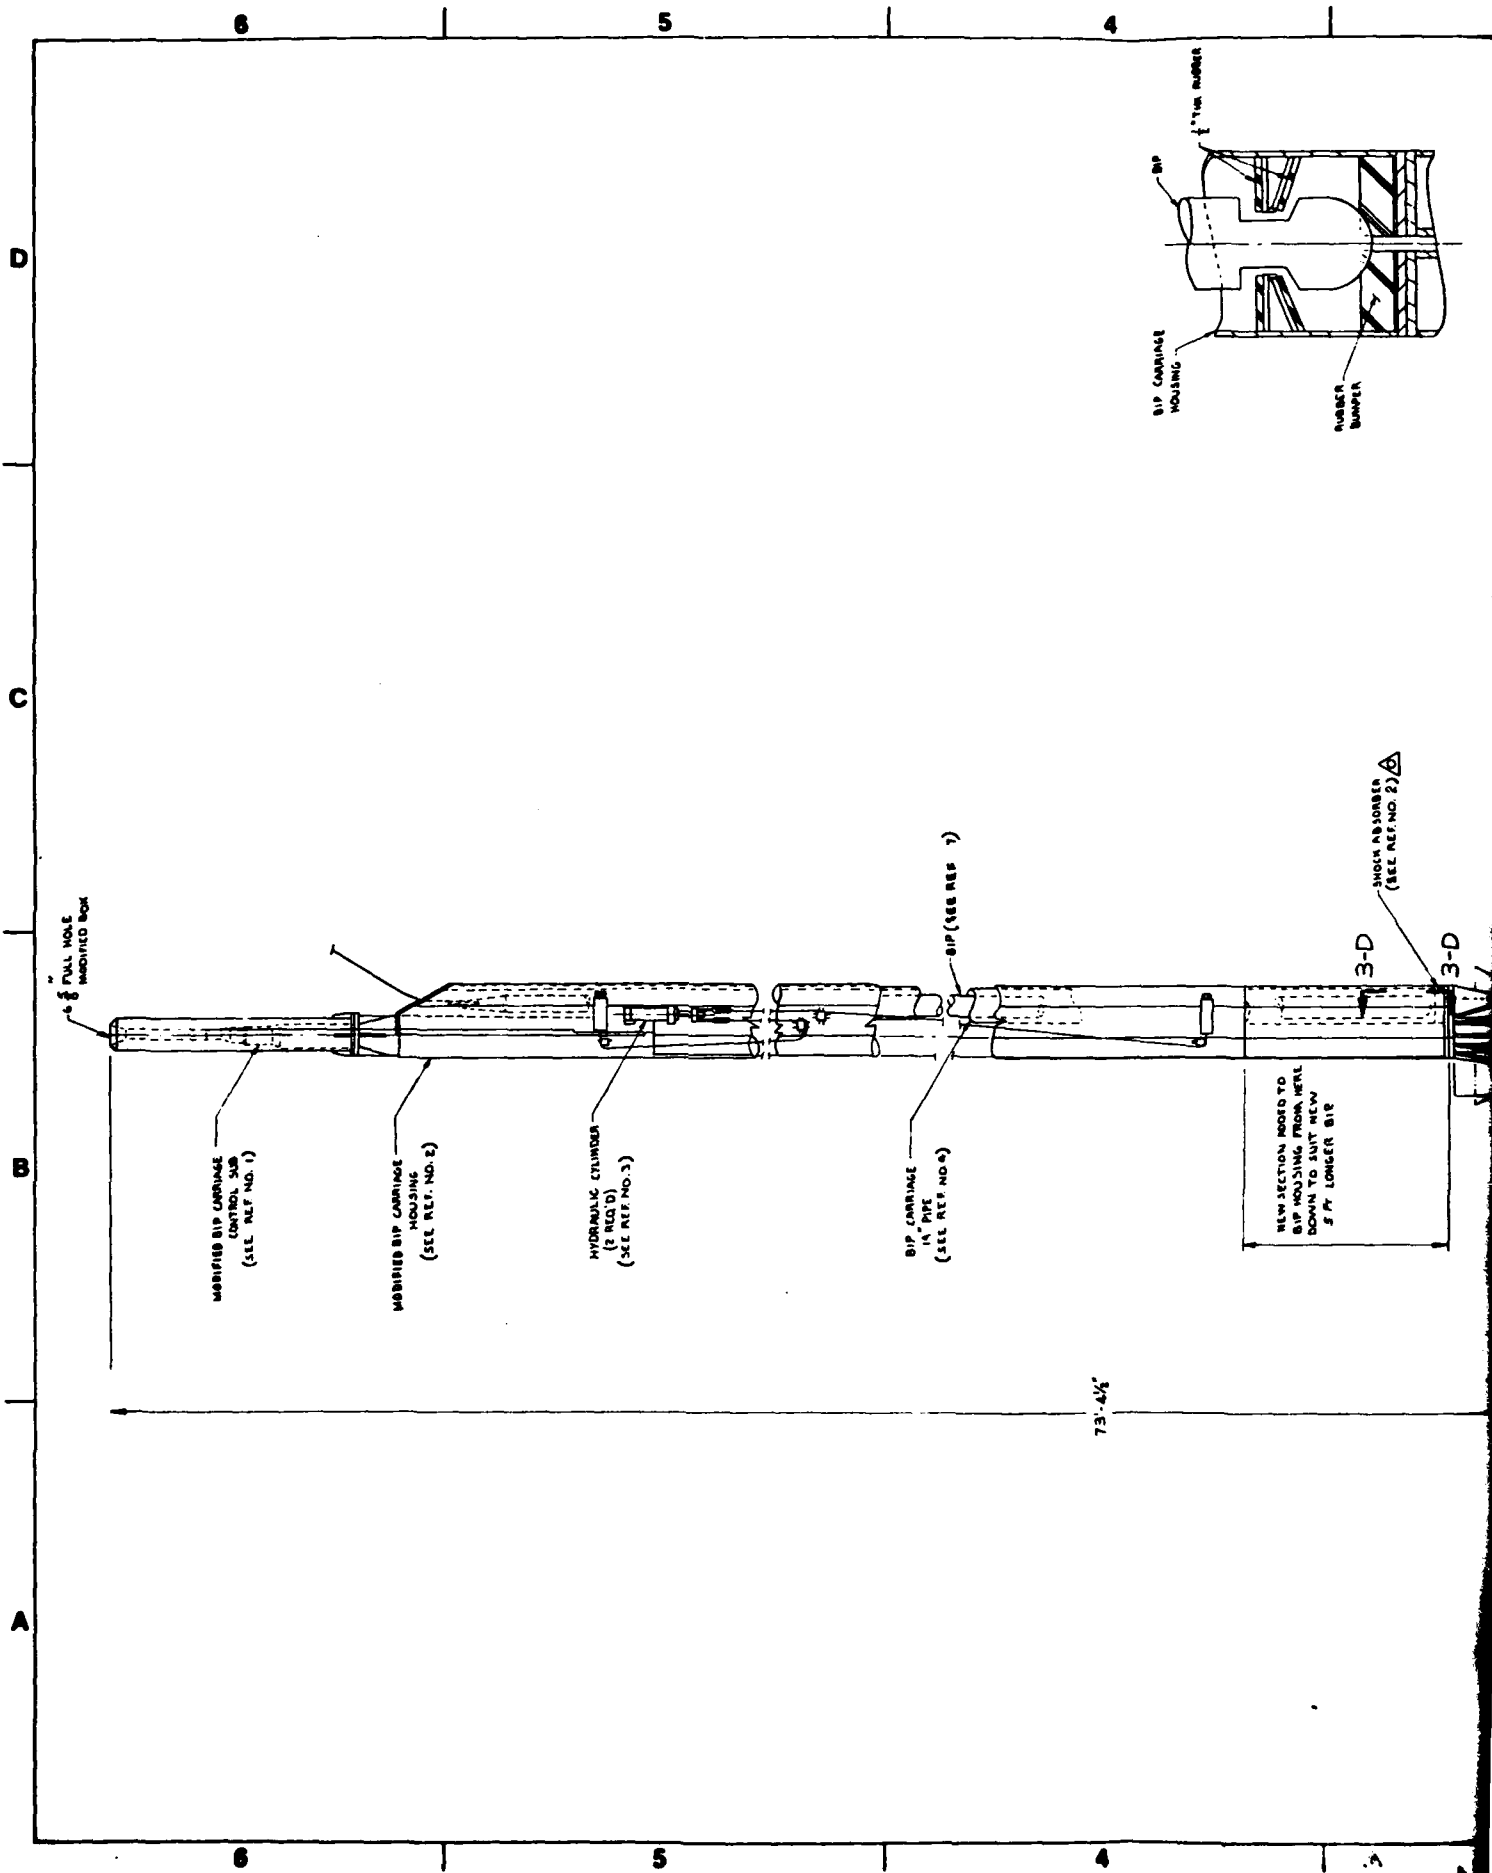 6
5
4
D
C
B
A
6 5/8" FULL HOLE
MODIFIED BOX
MODIFIED BIP CARRIAGE
CONTROL SUB
(SEE REF NO. 1)
MODIFIED BIP CARRIAGE
HOUSING
(SEE REF. NO. 2)
HYDRAULIC CYLINDER
(2 REQ'D)
(SEE REF. NO. 3)
BIP CARRIAGE
14" PIPE
(SEE REF. NO. 4)
BIP (SEE REF 7)
NEW SECTION ADDED TO
BIP HOUSING FROM HERE
DOWN TO SUIT NEW
5 FT LONGER BIP
SHOCK ABSORBER
(SEE REF. NO. 2)
3-D
3-D
73'-4½"
BIP
" THK RUBBER
BIP CARRIAGE
HOUSING
RUBBER
BUMPER
6
5
4